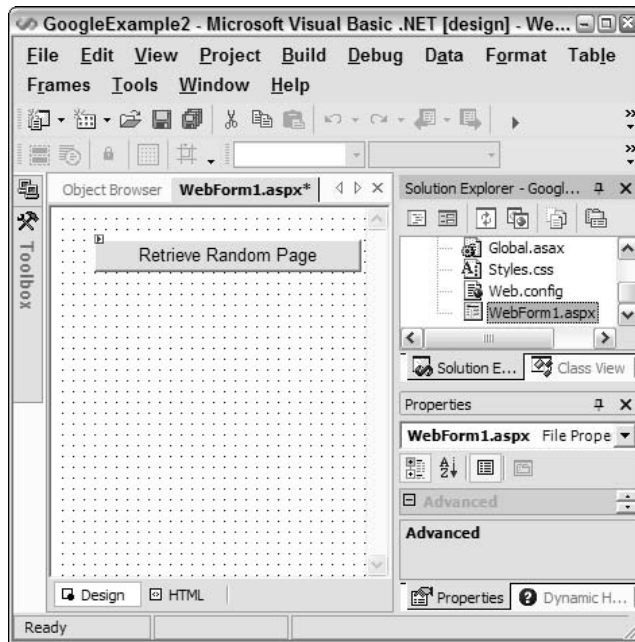 GoogleExample2 - Microsoft Visual Basic .NET [design] - We...
File Edit View Project Build Debug Data Format Table
Frames Tools Window Help
Object Browser WebForm1.aspx*
Solution Explorer - Googl...
Toolbox
Retrieve Random Page
Global.asax
Styles.css
Web.config
WebForm1.aspx
Solution E... Class View
Properties
WebForm1.aspx File Prope
Advanced
Advanced
Design HTML
Properties Dynamic H...
Ready